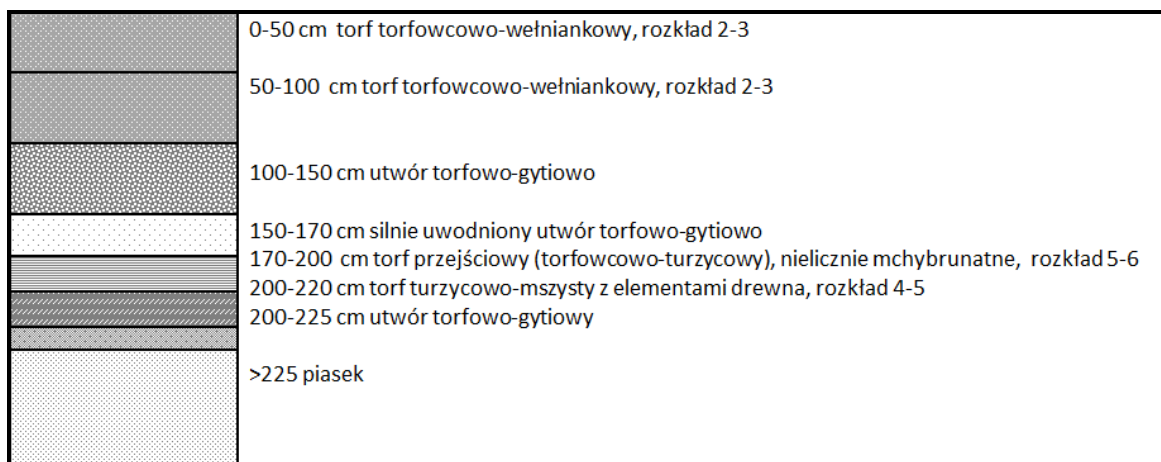 0-50 cm torf torfowcowo-wełniankowy, rozkład 2-3
50-100 cm torf torfowcowo-wełniankowy, rozkład 2-3
100-150 cm utwór torfowo-gytiowo
150-170 cm silnie uwodniony utwór torfowo-gytiowo
170-200 cm torf przejściowy (torfowcowo-turzycowy), nielicznie mchybrunatne, rozkład 5-6
200-220 cm torf turzycowo-mszysty z elementami drewna, rozkład 4-5
200-225 cm utwór torfowo-gytiowy
>225 piasek